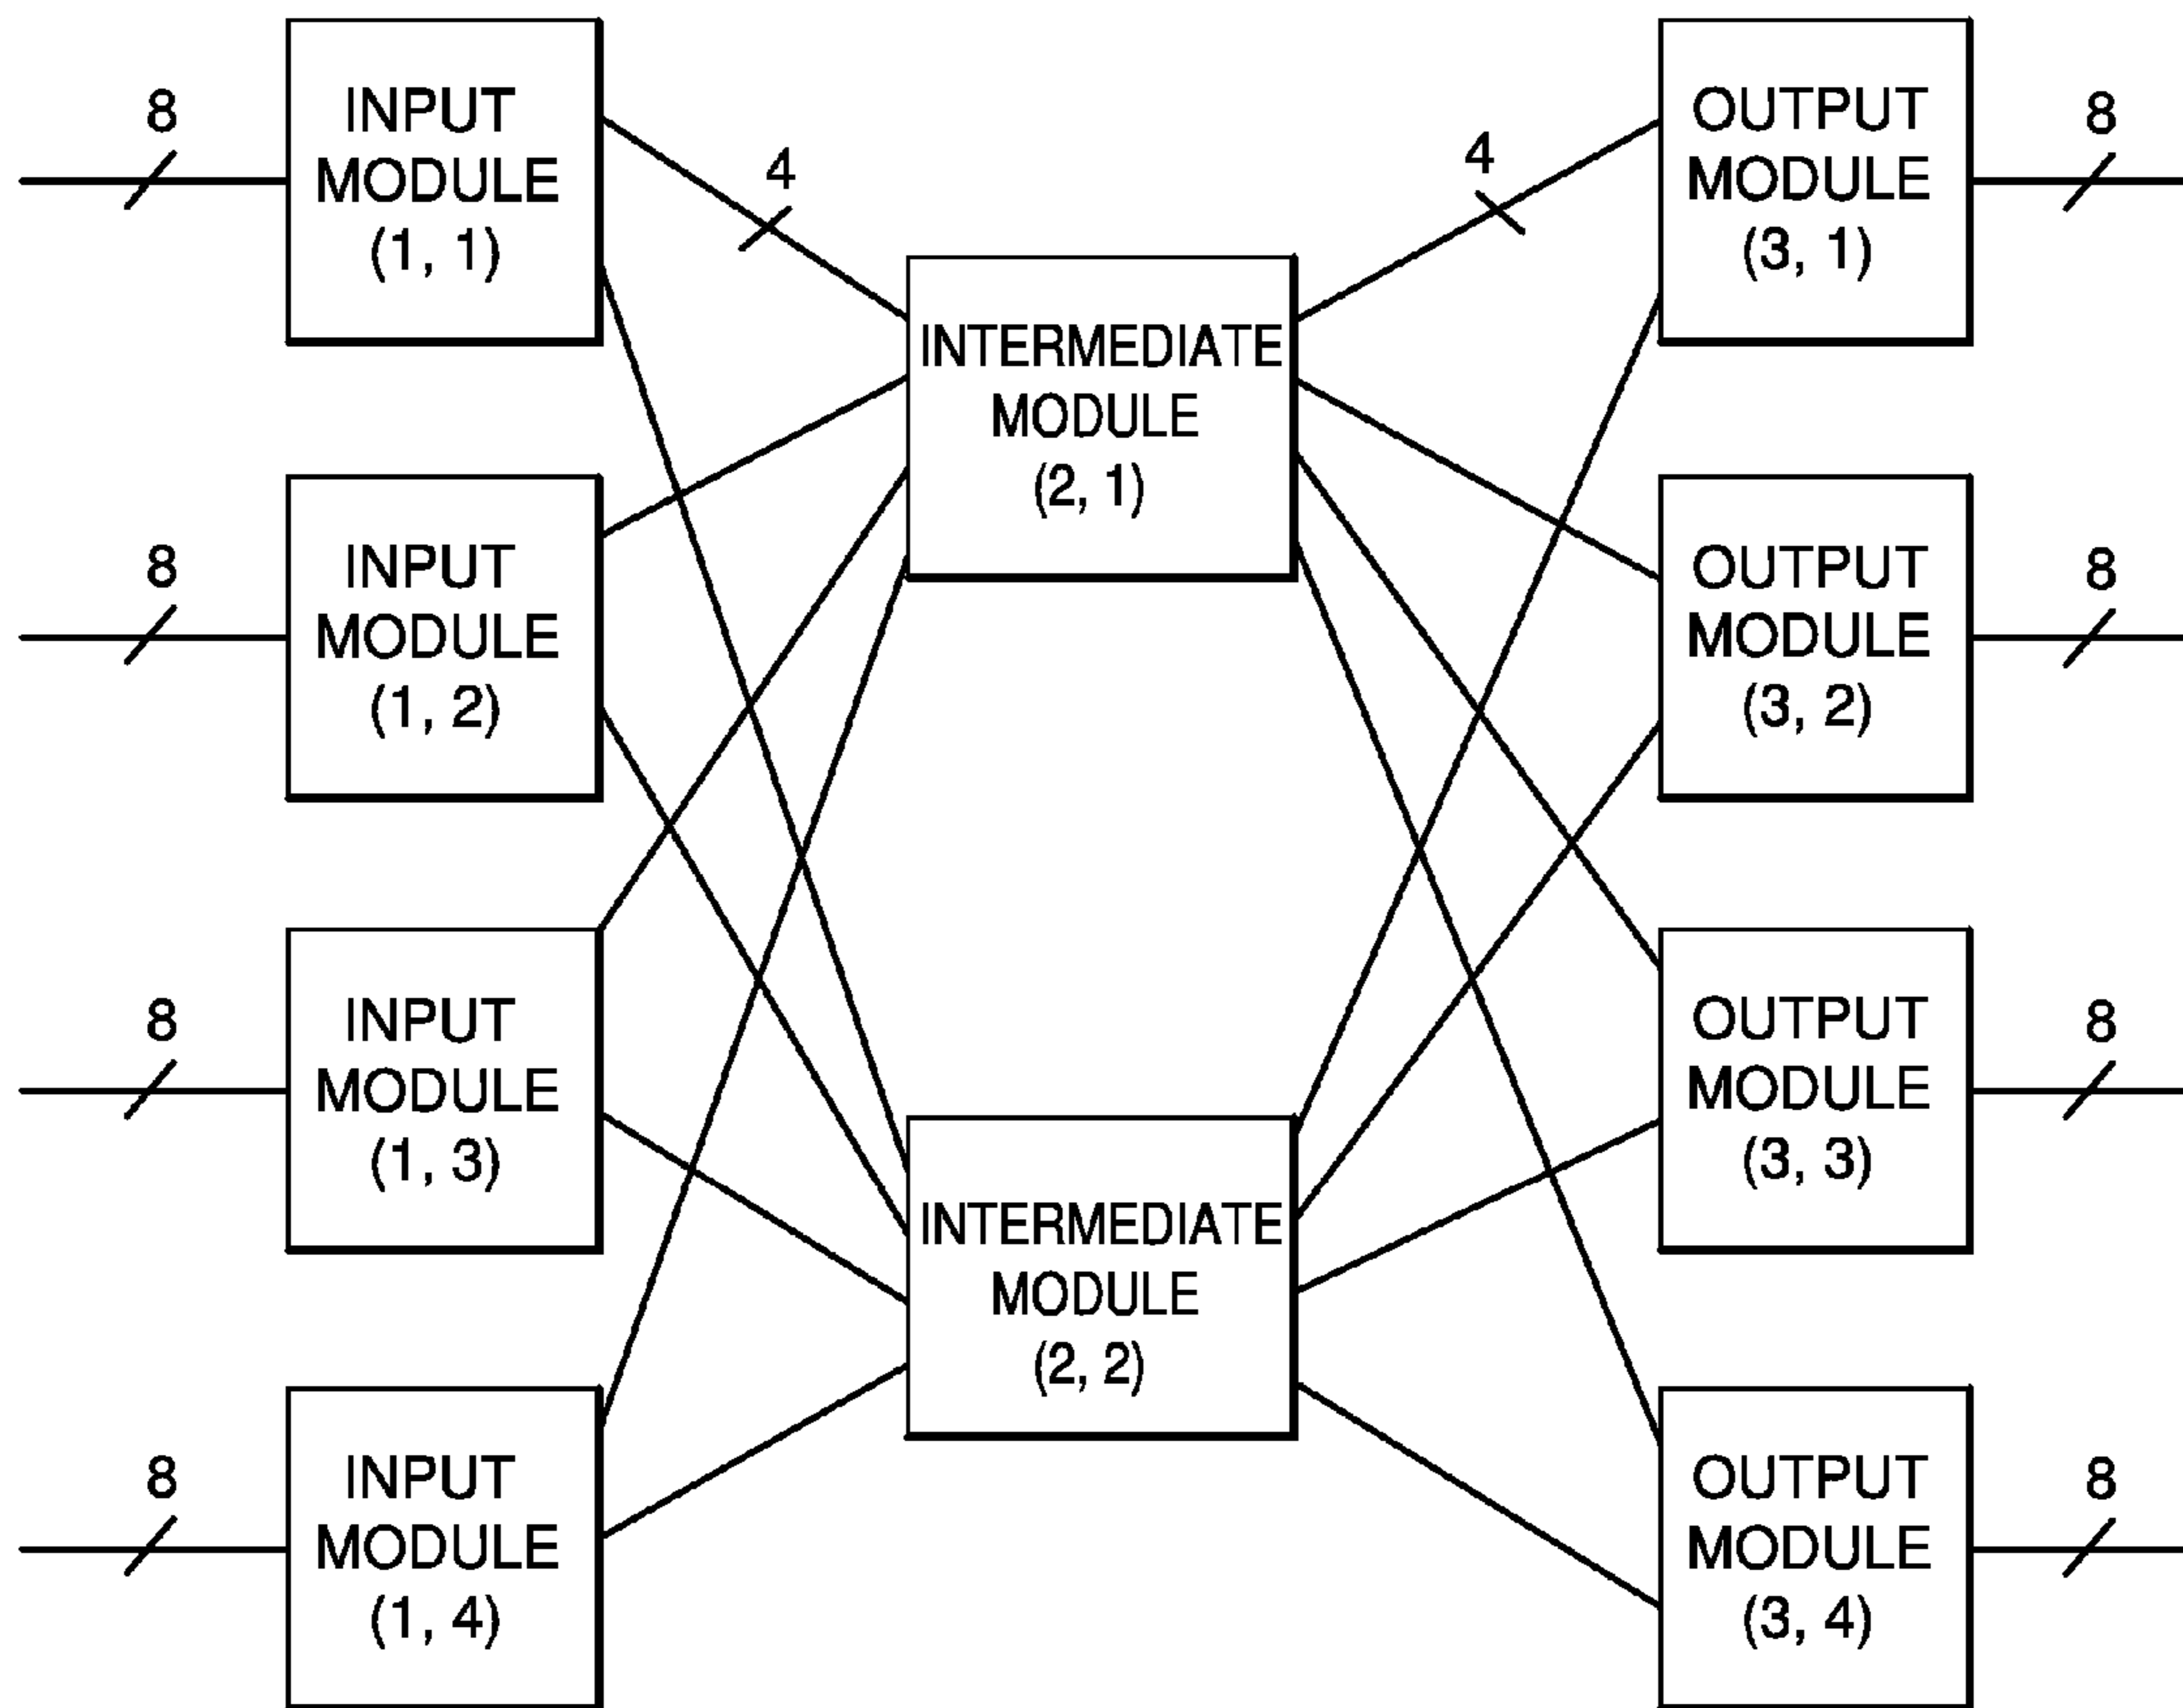 8
INPUT
MODULE
(1, 1)
4
4
OUTPUT
MODULE
(3, 1)
8
INTERMEDIATE
MODULE
(2, 1)
8
INPUT
MODULE
(1, 2)
OUTPUT
MODULE
(3, 2)
8
8
INPUT
MODULE
(1, 3)
OUTPUT
MODULE
(3, 3)
8
INTERMEDIATE
MODULE
(2, 2)
8
INPUT
MODULE
(1, 4)
OUTPUT
MODULE
(3, 4)
8